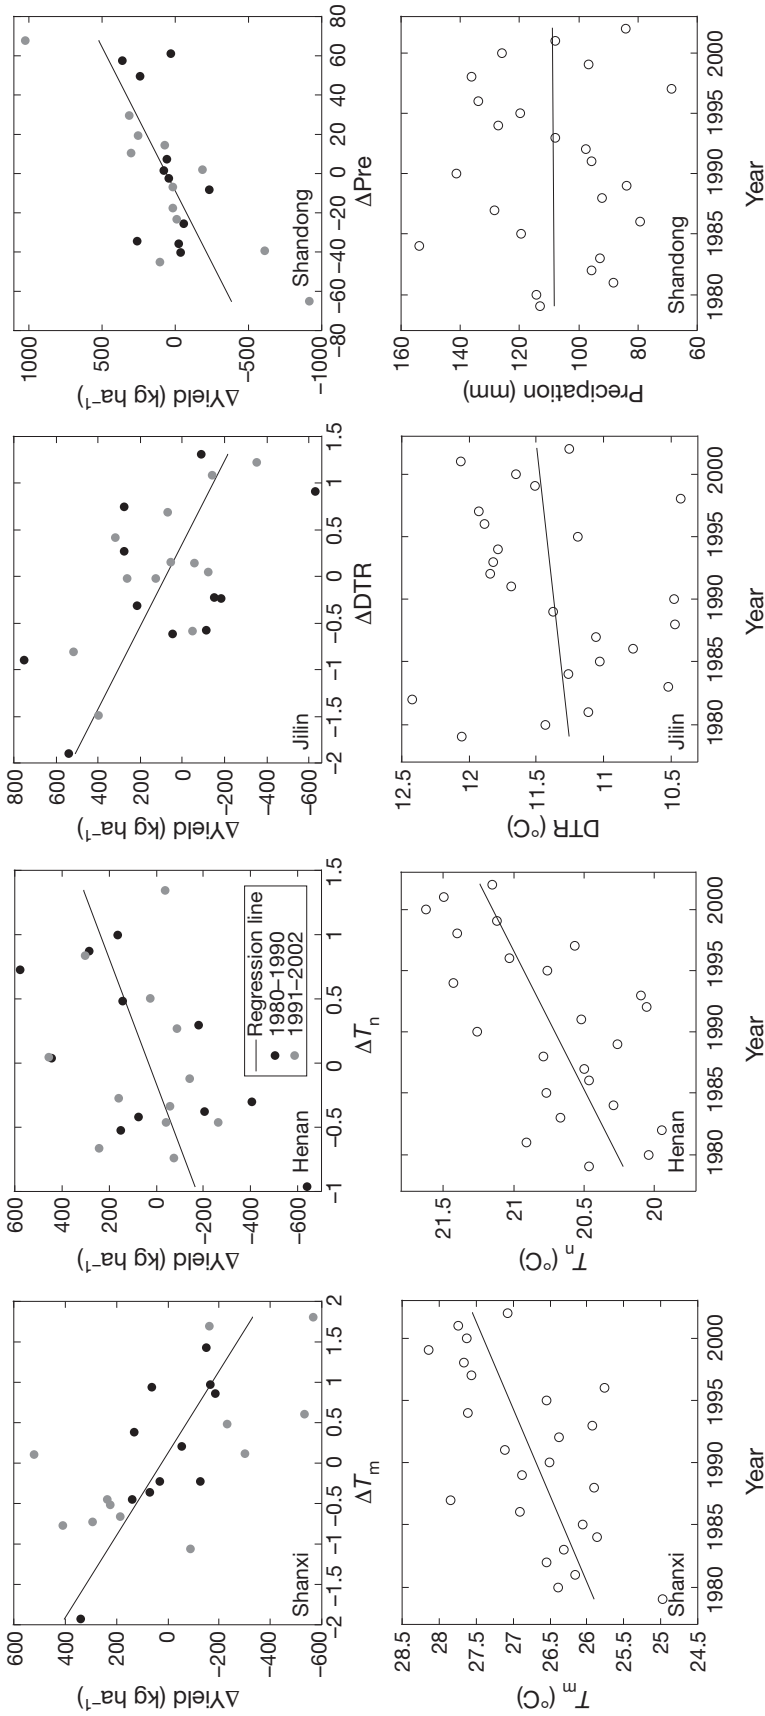 ΔYield (kg ha⁻¹)
600
400
200
0
−200
−400
−600
Shanxi
−2 −1.5 −1 −0.5 0 0.5 1 1.5 2
ΔTm
ΔYield (kg ha⁻¹)
600
400
200
0
−200
−400
−600
Henan
Regression line
1980–1990
1991–2002
−1 −0.5 0 0.5 1 1.5
ΔTn
ΔYield (kg ha⁻¹)
800
600
400
200
0
−200
−400
−600
Jilin
−2 −1.5 −1 −0.5 0 0.5 1 1.5
ΔDTR
ΔYield (kg ha⁻¹)
1000
500
0
−500
−1000
Shandong
−80 −60 −40 −20 0 20 40 60 80
ΔPre
Tm (°C)
28.5
28
27.5
27
26.5
26
25.5
25
24.5
Shanxi
1980 1985 1990 1995 2000
Year
Tn (°C)
21.5
21
20.5
20
Henan
1980 1985 1990 1995 2000
Year
DTR (°C)
12.5
12
11.5
11
10.5
Jilin
1980 1985 1990 1995 2000
Year
Precipation (mm)
160
140
120
100
80
60
Shandong
1980 1985 1990 1995 2000
Year